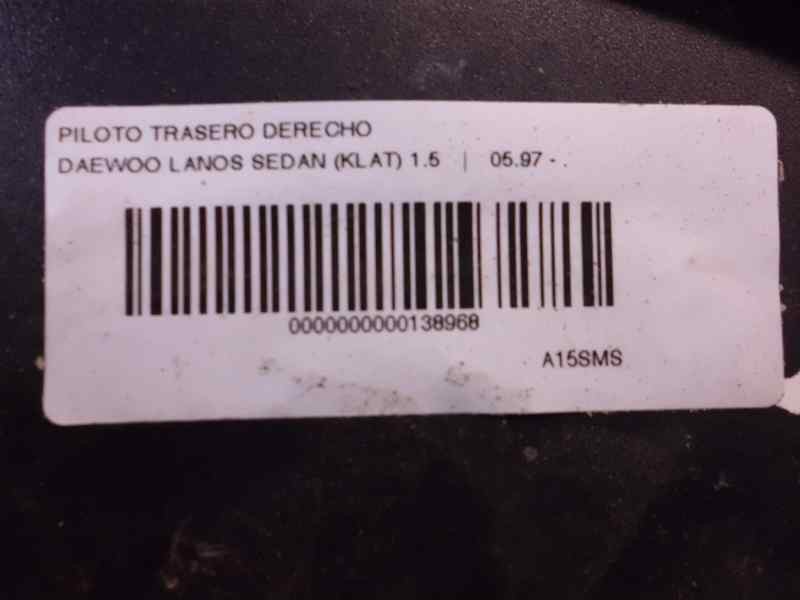 PILOTO TRASERO DERECHO
DAEWOO LANOS SEDAN (KLAT) 1.5 | 05.97 - .
0000000000138968
A15SMS